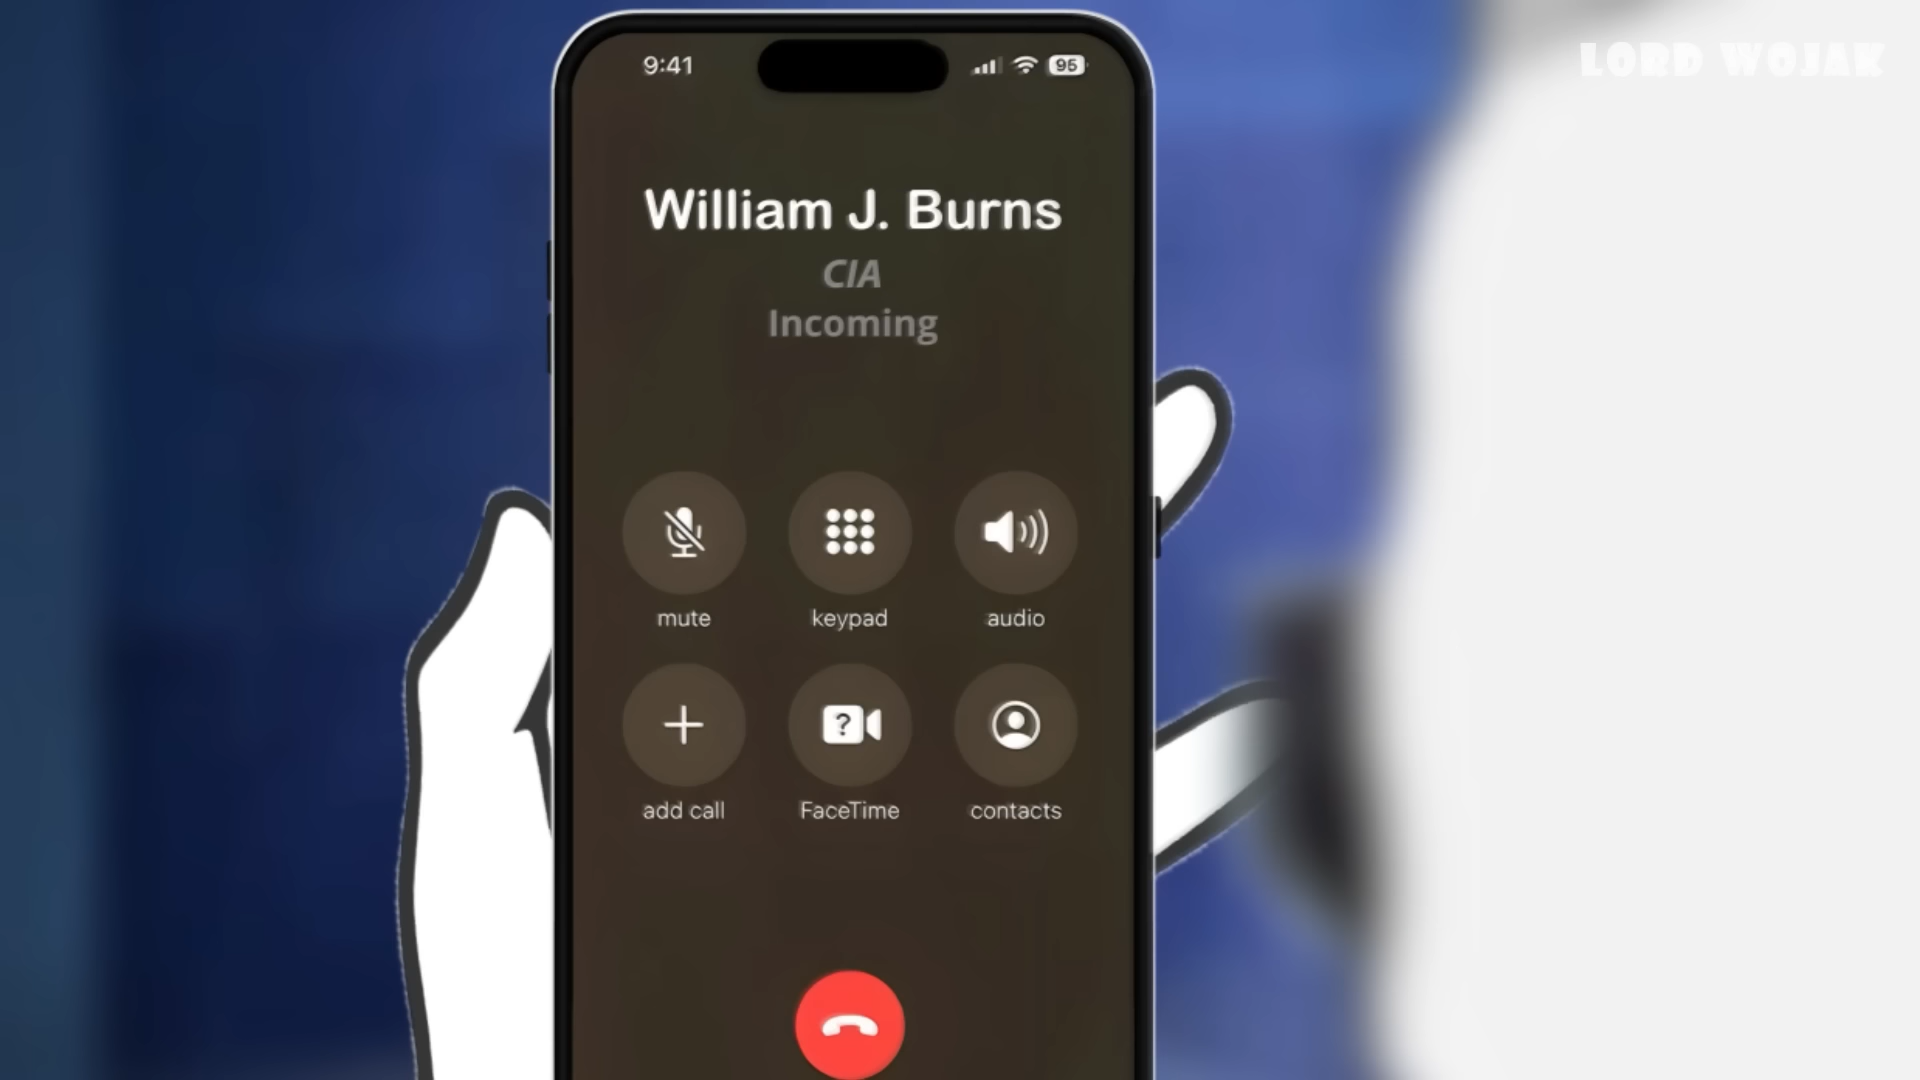 LORD WOJAK
9:41
95
William J. Burns
CIA
Incoming
mute
keypad
audio
?
add call
FaceTime
contacts